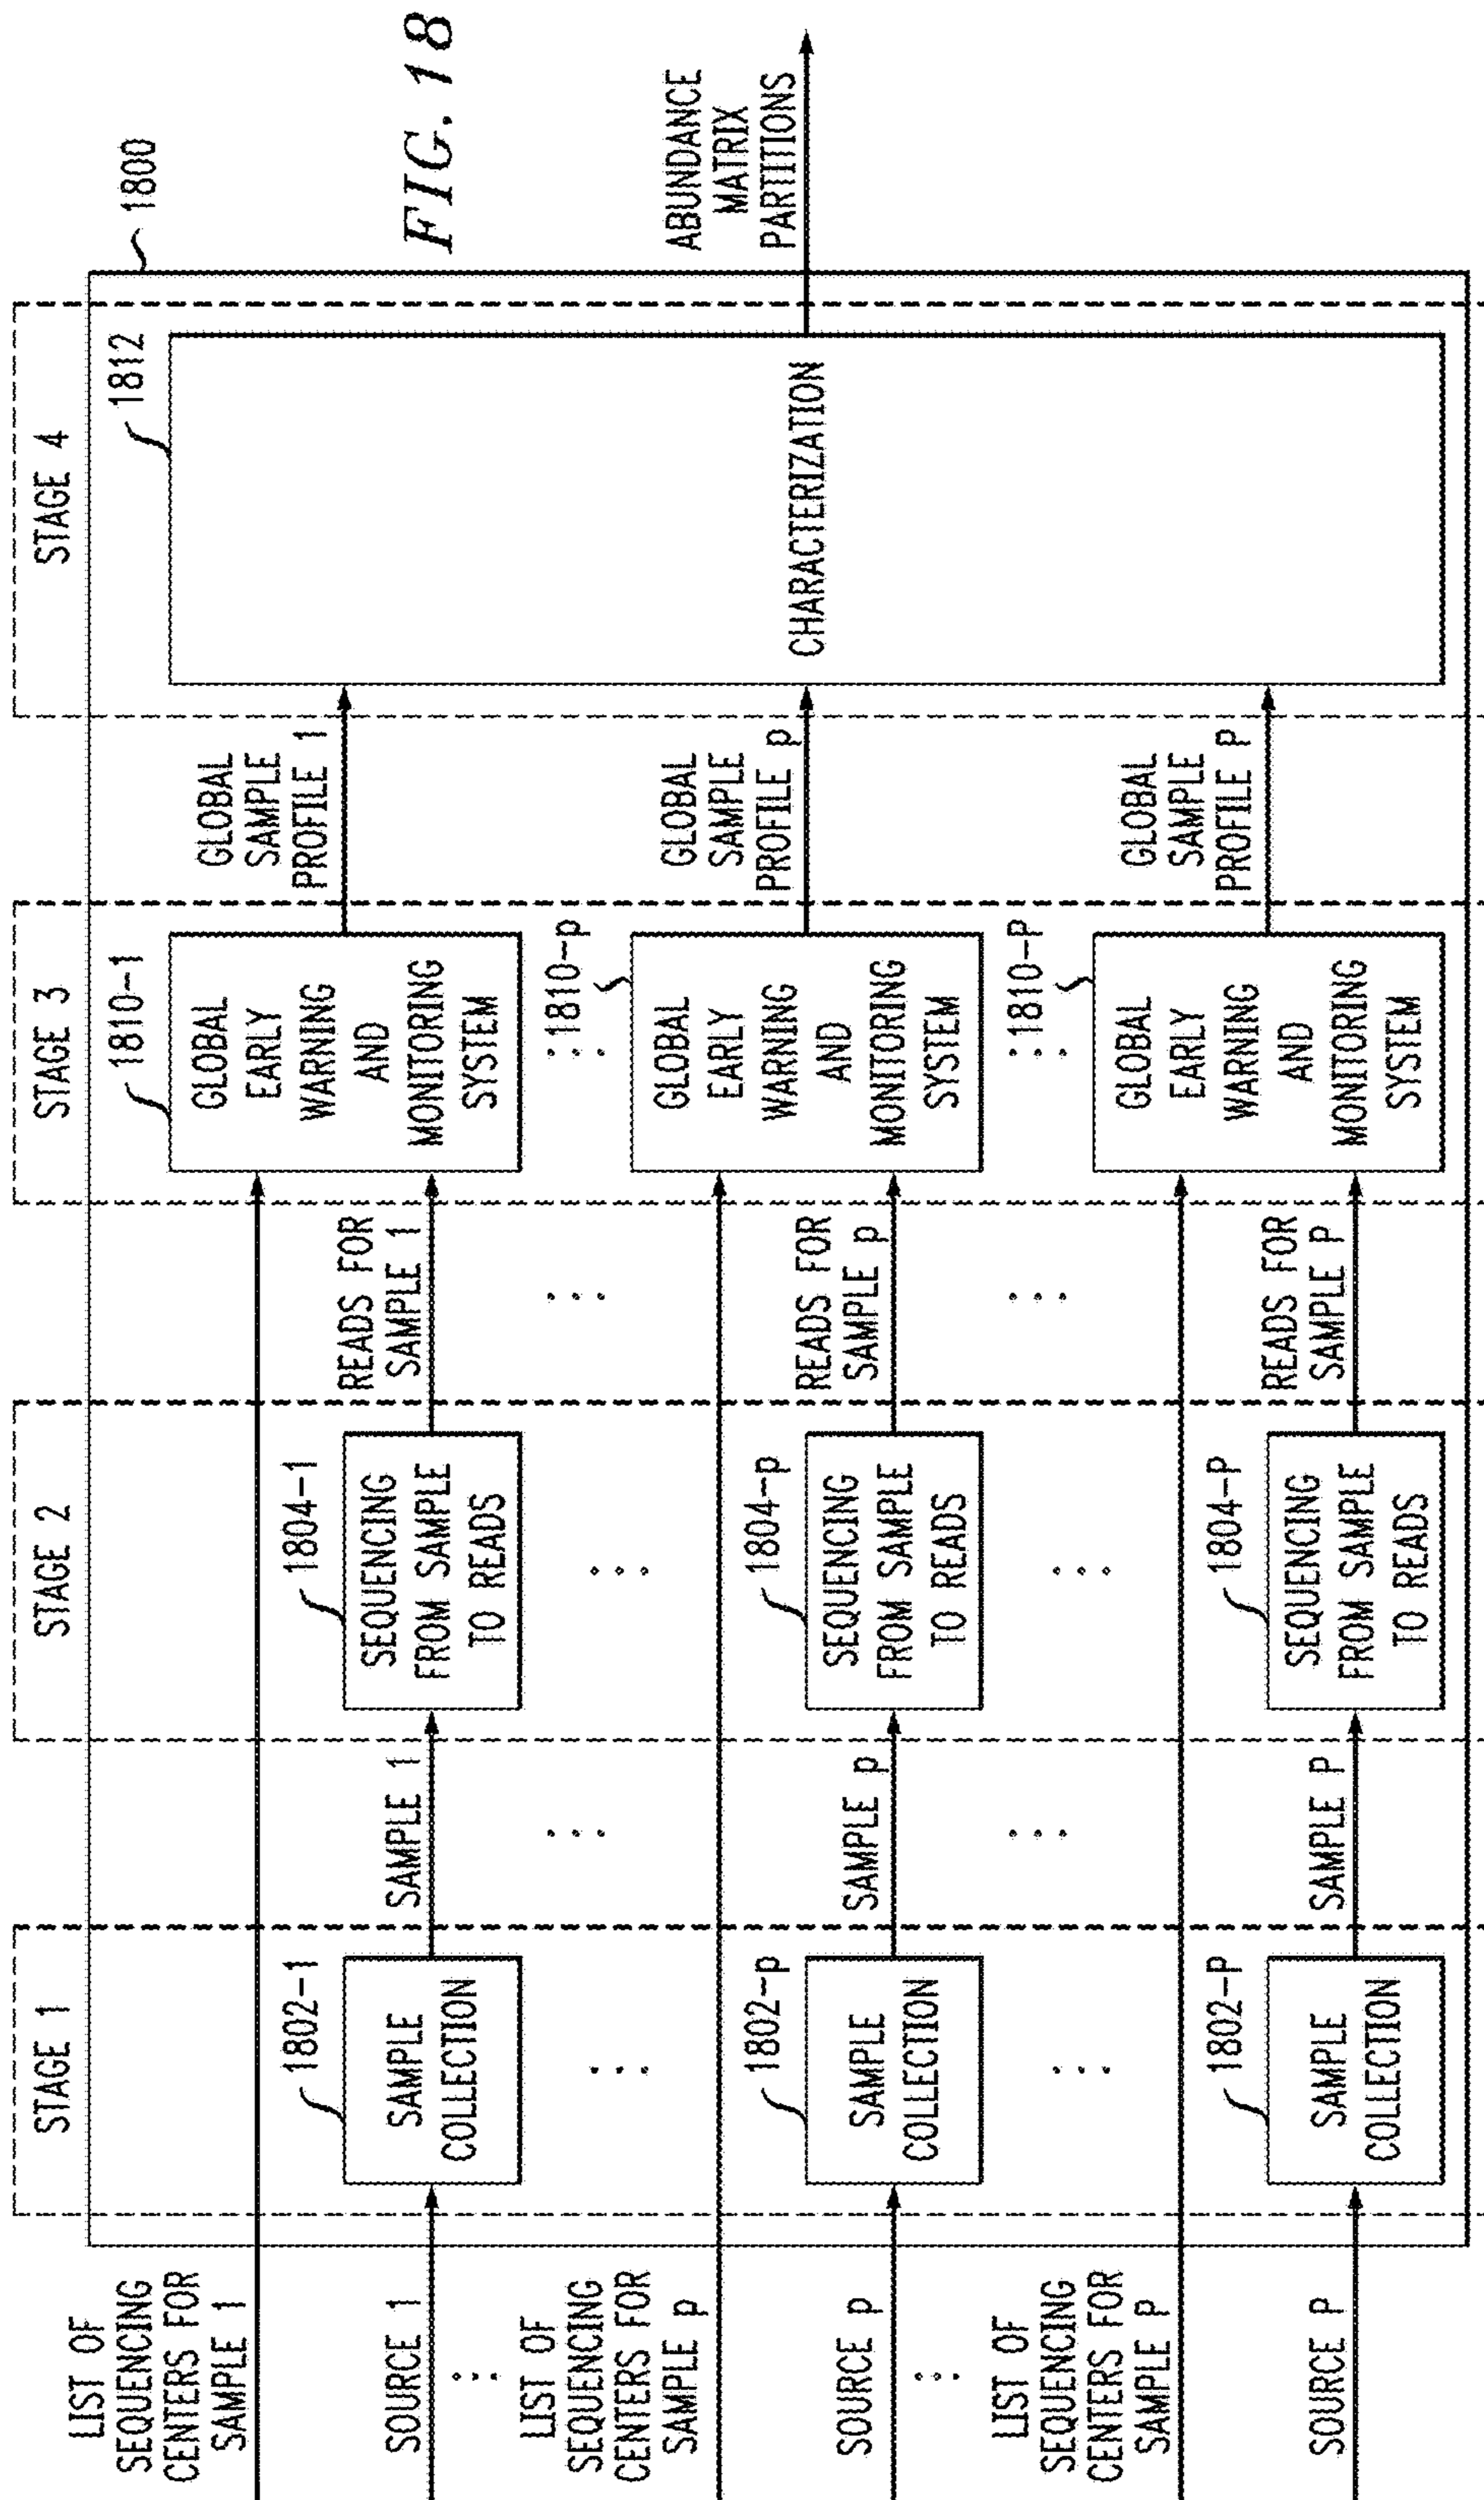 FIG. 18
1800
STAGE 1
STAGE 2
STAGE 3
STAGE 4
LIST OF
SEQUENCING
CENTERS FOR
SAMPLE 1
1810-1
GLOBAL
EARLY
WARNING
AND
MONITORING
SYSTEM
GLOBAL
SAMPLE
PROFILE 1
1812
CHARACTERIZATION
SOURCE 1
1802-1
SAMPLE
COLLECTION
SAMPLE 1
1804-1
SEQUENCING
FROM SAMPLE
TO READS
READS FOR
SAMPLE 1
LIST OF
SEQUENCING
CENTERS FOR
SAMPLE p
1810-p
GLOBAL
EARLY
WARNING
AND
MONITORING
SYSTEM
GLOBAL
SAMPLE
PROFILE p
ABUNDANCE
MATRIX
PARTITIONS
SOURCE p
1802-p
SAMPLE
COLLECTION
SAMPLE p
1804-p
SEQUENCING
FROM SAMPLE
TO READS
READS FOR
SAMPLE p
LIST OF
SEQUENCING
CENTERS FOR
SAMPLE P
1810-P
GLOBAL
EARLY
WARNING
AND
MONITORING
SYSTEM
GLOBAL
SAMPLE
PROFILE P
SOURCE P
1802-P
SAMPLE
COLLECTION
SAMPLE P
1804-P
SEQUENCING
FROM SAMPLE
TO READS
READS FOR
SAMPLE P